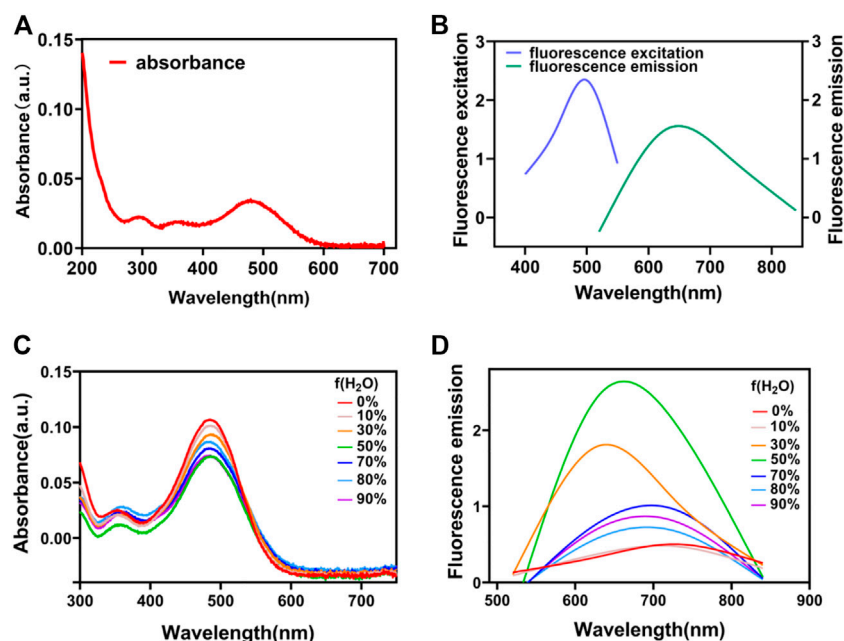 A
absorbance
Absorbance (a.u.)
0.15
0.10
0.05
0.00
200 300 400 500 600 700
Wavelength(nm)
B
fluorescence excitation
fluorescence emission
Fluorescence excitation
3
2
1
0
3
2
1
0
Fluorescence emission
400 500 600 700 800
Wavelength(nm)
C
Absorbance(a.u.)
0.15
0.10
0.05
0.00
f(H₂O)
0%
10%
30%
50%
70%
80%
90%
300 400 500 600 700
Wavelength(nm)
D
Fluorescence emission
2
1
0
f(H₂O)
0%
10%
30%
50%
70%
80%
90%
500 600 700 800 900
Wavelength(nm)